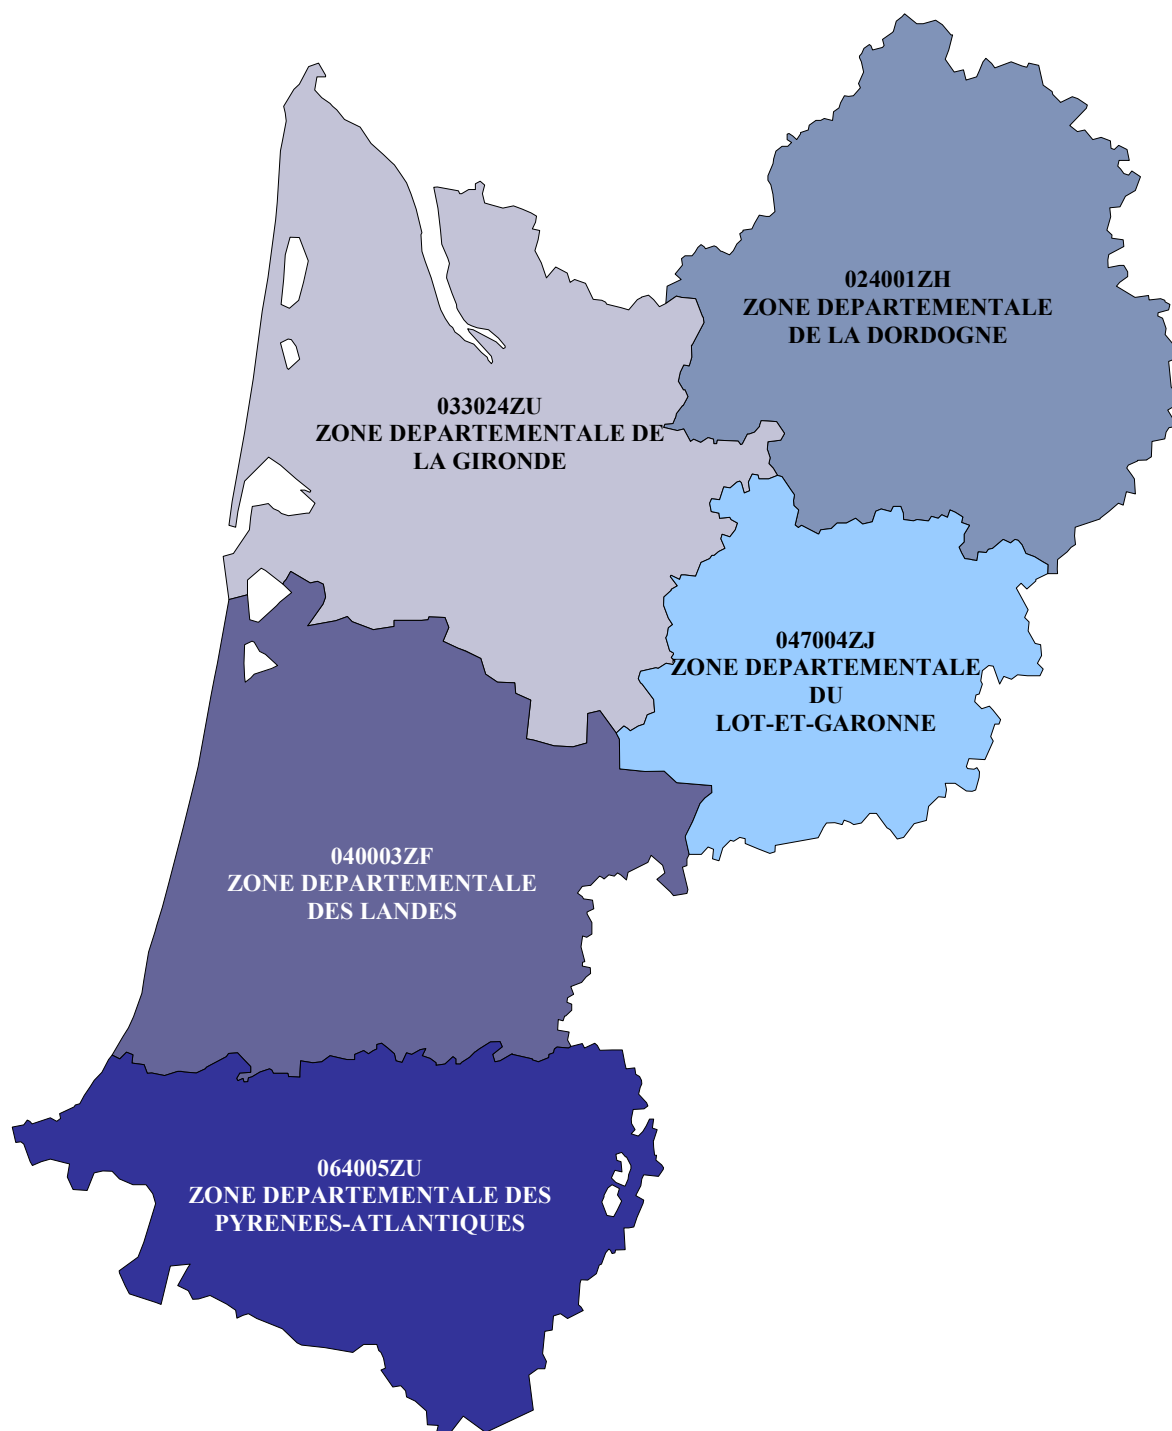 024001ZH
ZONE DEPARTEMENTALE
DE LA DORDOGNE
033024ZU
ZONE DEPARTEMENTALE DE
LA GIRONDE
047004ZJ
ZONE DEPARTEMENTALE
DU
LOT-ET-GARONNE
040003ZF
ZONE DEPARTEMENTALE
DES LANDES
064005ZU
ZONE DEPARTEMENTALE DES
PYRENEES-ATLANTIQUES